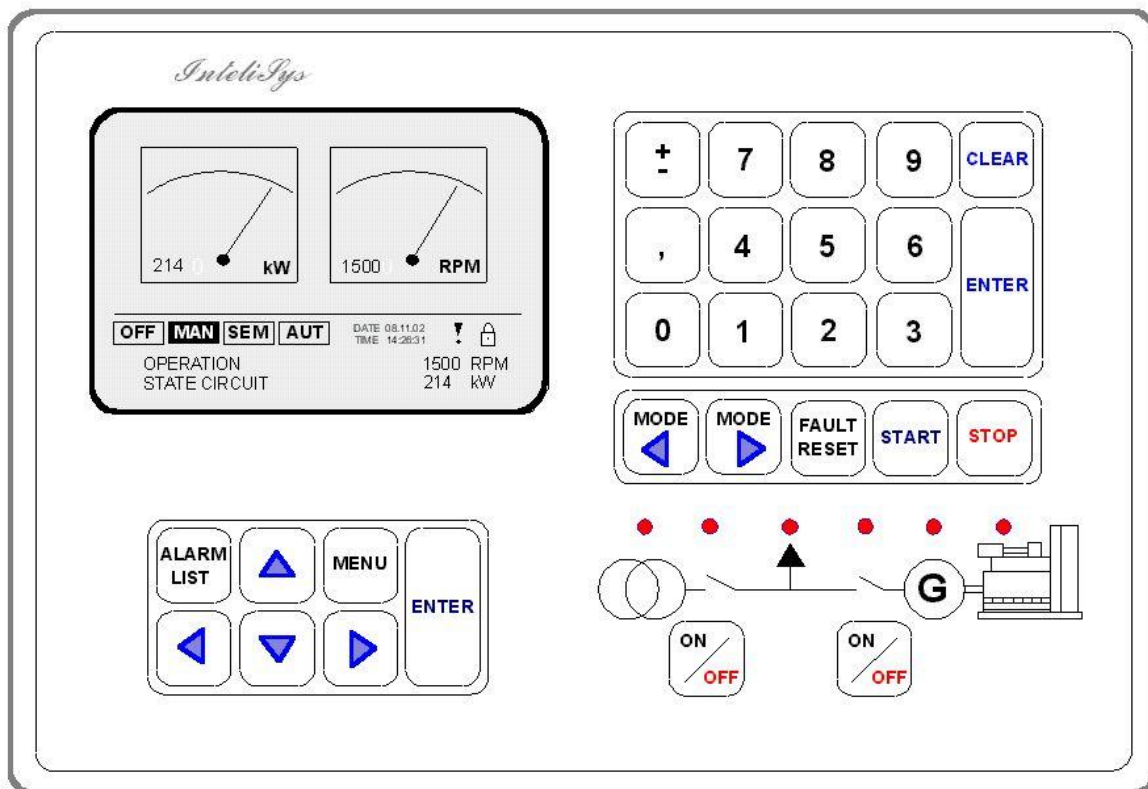 InteliSys
214 0 kW
1500 RPM
OFF MAN SEM AUT
DATE 08.11.02
TIME 14:26:31
OPERATION 1500 RPM
STATE CIRCUIT 214 kW
+
-
7 8 9 CLEAR
, 4 5 6
ENTER
0 1 2 3
MODE MODE FAULT RESET START STOP
ALARM
LIST
MENU
ENTER
G
ON
OFF
ON
OFF